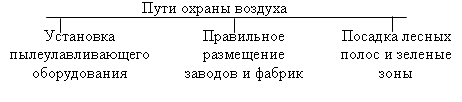 Пути охраны воздуха
Установка
пылеулавливающего
оборудования
Правильное
размещение
заводов и фабрик
Посадка лесных
полос и зеленые
зоны